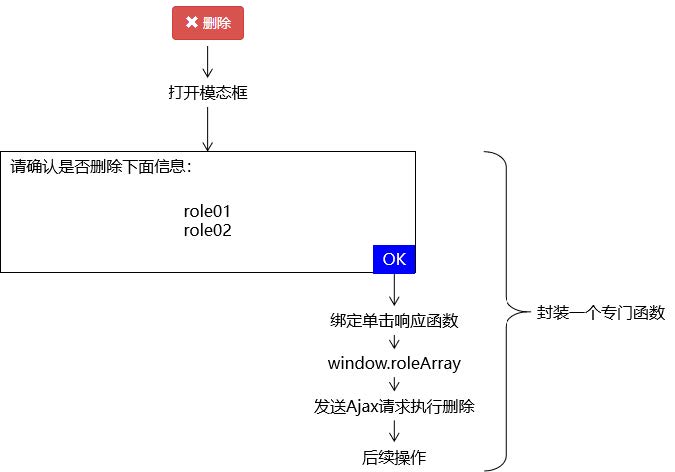 ✖ 删除
打开模态框
请确认是否删除下面信息：
role01
role02
OK
绑定单击响应函数
封装一个专门函数
window.roleArray
发送Ajax请求执行删除
后续操作